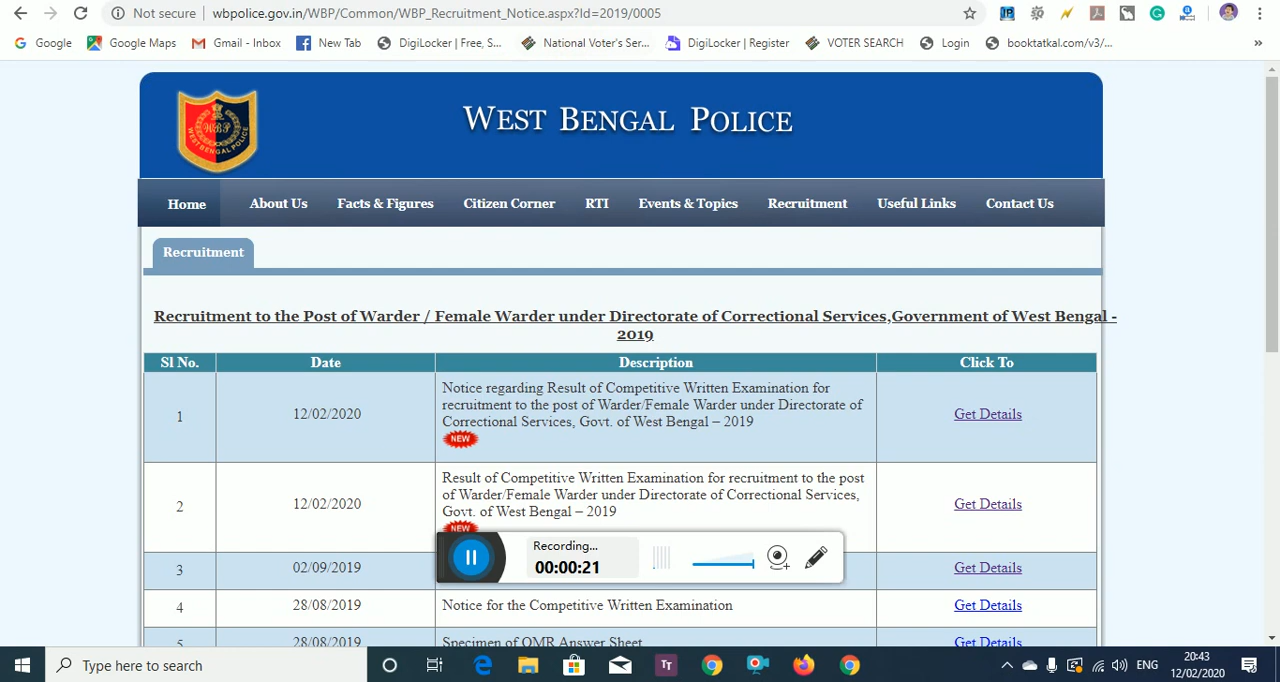 Not secure | wbpolice.gov.in/WBP/Common/WBP_Recruitment_Notice.aspx?Id=2019/0005
Google Google Maps Gmail - Inbox New Tab DigiLocker | Free, S... National Voter's Ser... DigiLocker | Register VOTER SEARCH Login booktatkal.com/v3/... »
WEST BENGAL POLICE
WBP
WEST BENGAL POLICE
Home About Us Facts & Figures Citizen Corner RTI Events & Topics Recruitment Useful Links Contact Us
Recruitment
Recruitment to the Post of Warder / Female Warder under Directorate of Correctional Services,Government of West Bengal -
2019
Sl No. Date Description Click To
1 12/02/2020 Notice regarding Result of Competitive Written Examination for
recruitment to the post of Warder/Female Warder under Directorate of
Correctional Services, Govt. of West Bengal – 2019
NEW
Get Details
2 12/02/2020 Result of Competitive Written Examination for recruitment to the post
of Warder/Female Warder under Directorate of Correctional Services,
Govt. of West Bengal – 2019
NEW
Get Details
Recording...
00:00:21
3 02/09/2019 Get Details
4 28/08/2019 Notice for the Competitive Written Examination Get Details
5 28/08/2019 Specimen of OMR Answer Sheet Get Details
Type here to search
Tт
ENG
20:43
12/02/2020